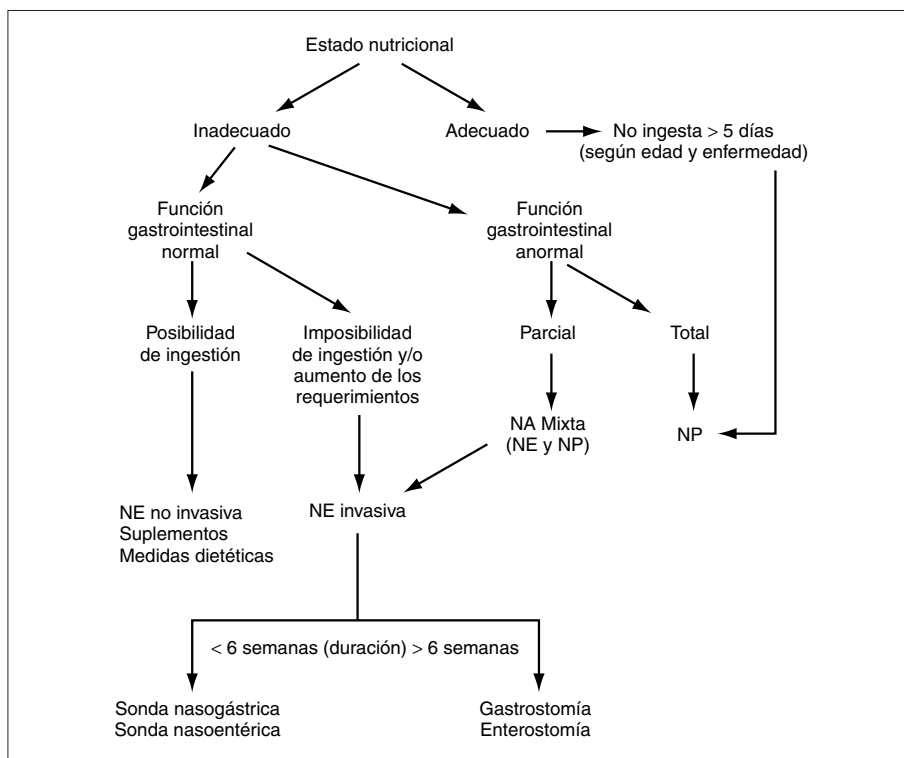 Estado nutricional
Inadecuado
Adecuado
No ingesta > 5 días
(según edad y enfermedad)
Función
gastrointestinal
normal
Función
gastrointestinal
anormal
Posibilidad
de ingestión
Imposibilidad
de ingestión y/o
aumento de los
requerimientos
Parcial
Total
NA Mixta
(NE y NP)
NP
NE no invasiva
Suplementos
Medidas dietéticas
NE invasiva
< 6 semanas (duración) > 6 semanas
Sonda nasogástrica
Sonda nasoentérica
Gastrostomía
Enterostomía